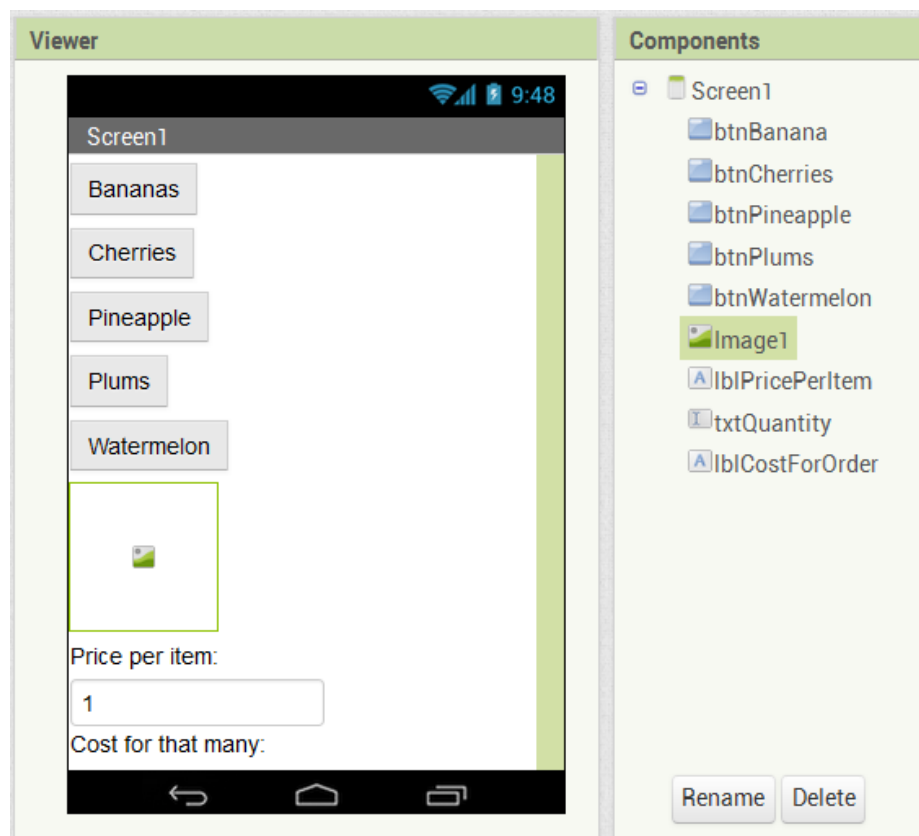 Viewer
9:48
Screen1
Bananas
Cherries
Pineapple
Plums
Watermelon
Price per item:
1
Cost for that many:
Components
Screen1
btnBanana
btnCherries
btnPineapple
btnPlums
btnWatermelon
Image1
A lblPricePerItem
txtQuantity
A lblCostForOrder
Rename Delete